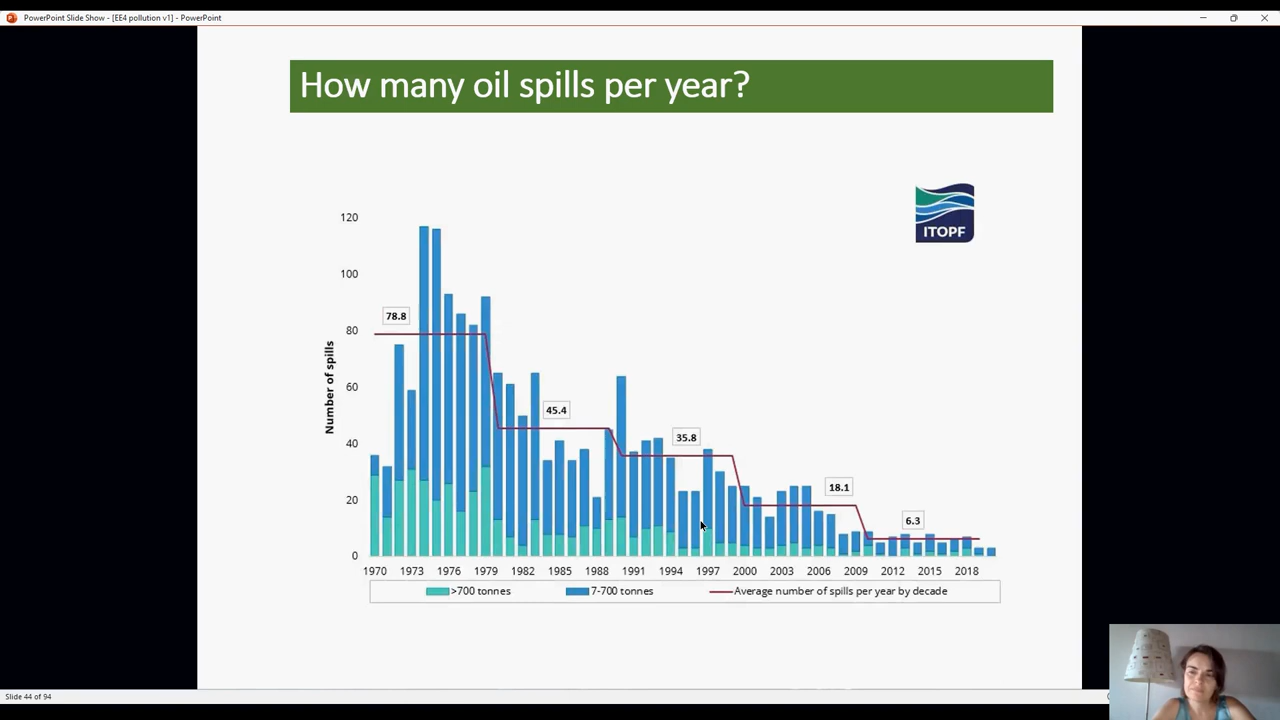 PowerPoint Slide Show - [EE4 pollution v1] - PowerPoint
How many oil spills per year?
ITOPF
120
100
80
60
40
20
0
Number of spills
78.8
45.4
35.8
18.1
6.3
1970 1973 1976 1979 1982 1985 1988 1991 1994 1997 2000 2003 2006 2009 2012 2015 2018
>700 tonnes 7-700 tonnes Average number of spills per year by decade
Slide 44 of 94